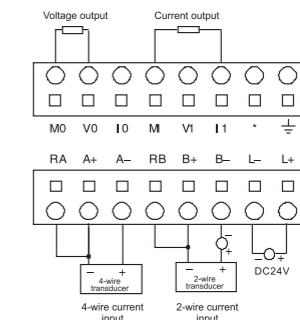 Voltage output Current output
M0 V0 I0 MI V1 I1 *
RA A+ A− RB B+ B− L− L+
− +
− + − + − +
4-wire transducer
2-wire transducer
DC24V
4-wire current input
2-wire current input